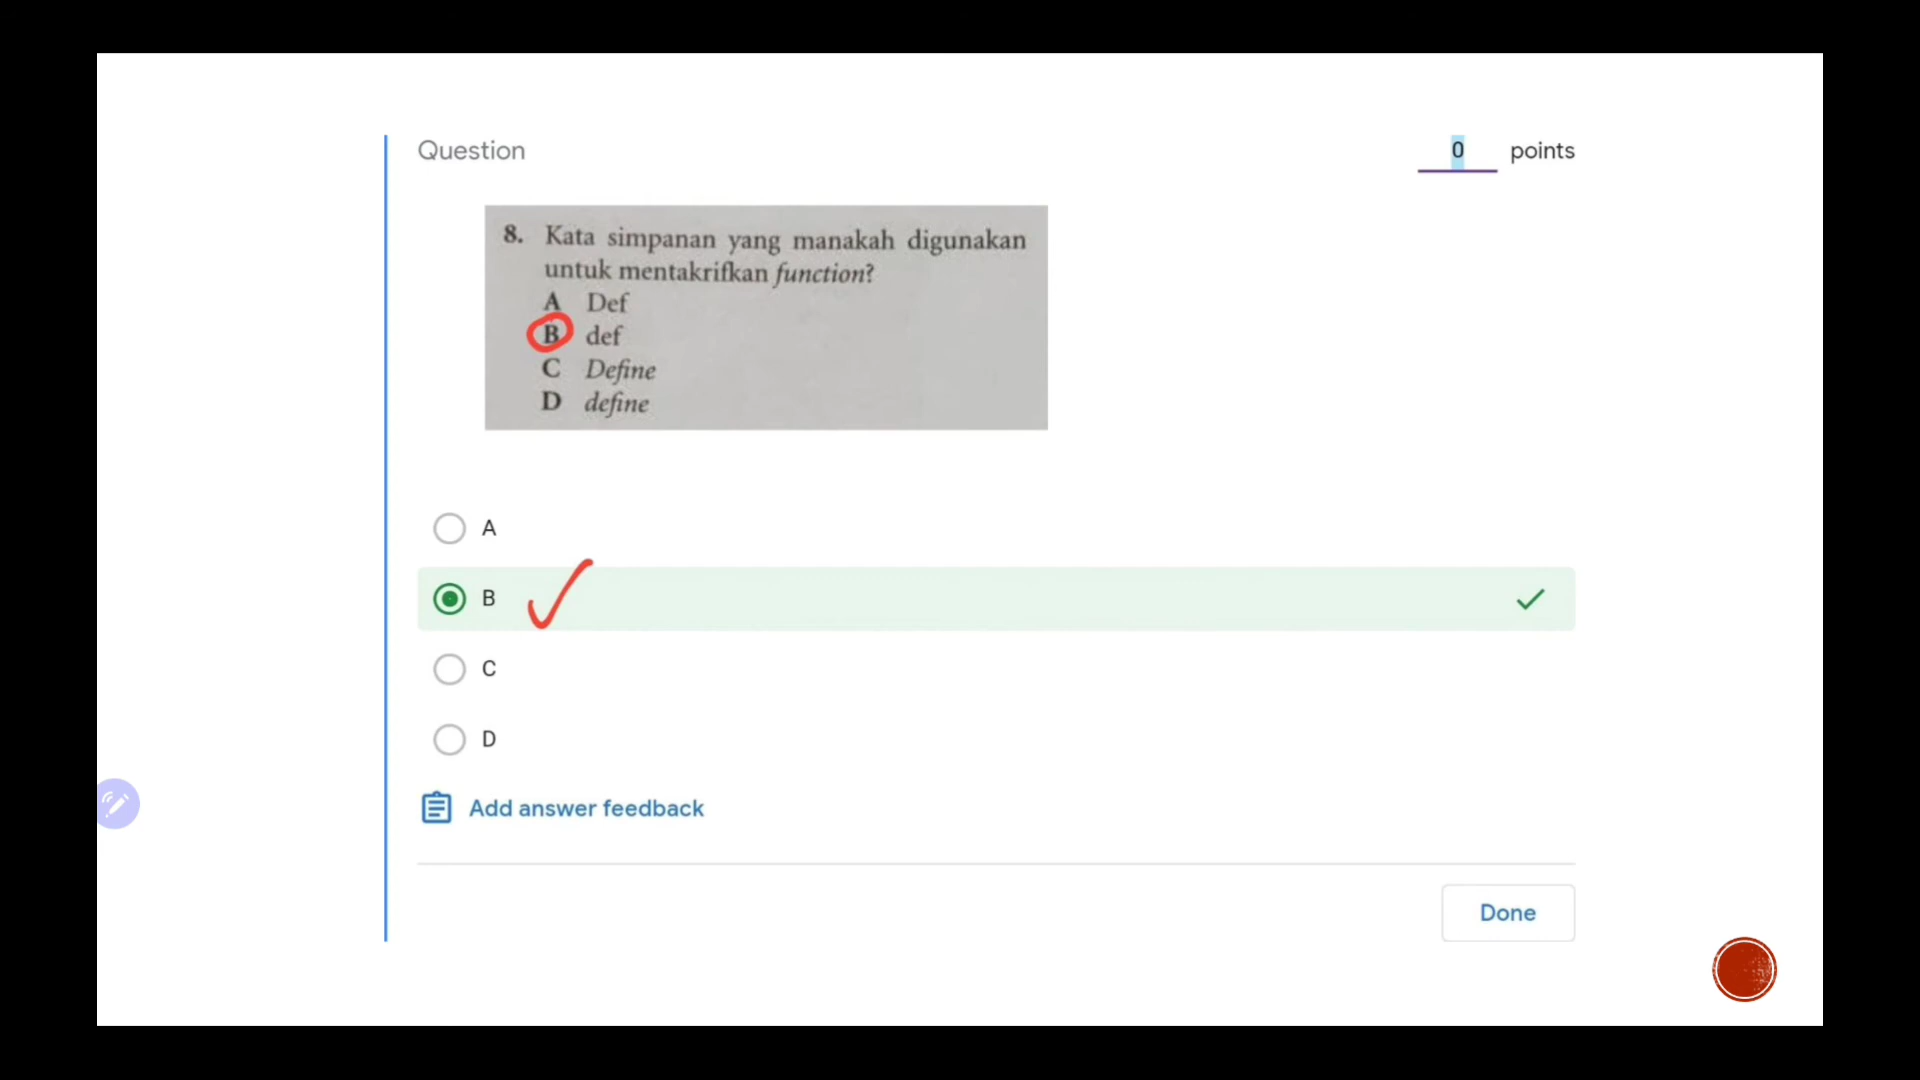 Question
0 points
8. Kata simpanan yang manakah digunakan
untuk mentakrifkan function?
A Def
B def
C Define
D define
A
B
C
D
Add answer feedback
Done